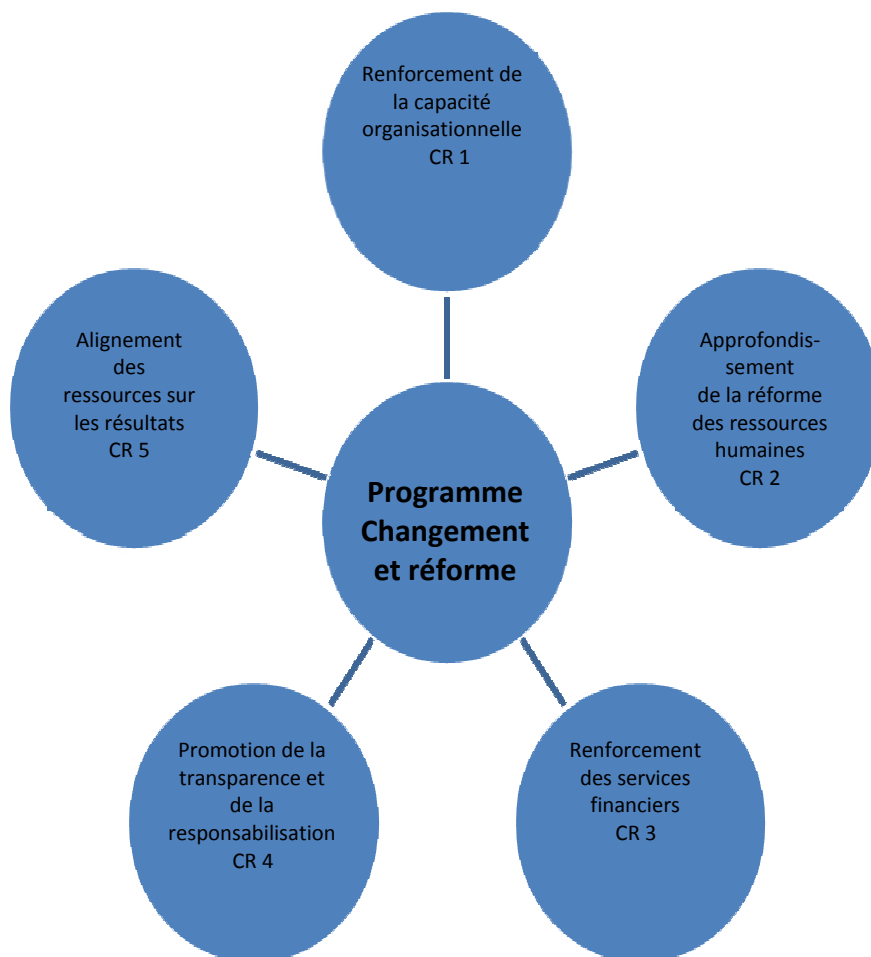 Renforcement de
la capacité
organisationnelle
CR 1
Approfondis-
sement
de la réforme
des ressources
humaines
CR 2
Renforcement
des services
financiers
CR 3
Promotion de la
transparence et
de la
responsabilisation
CR 4
Alignement
des
ressources sur
les résultats
CR 5
Programme
Changement
et réforme